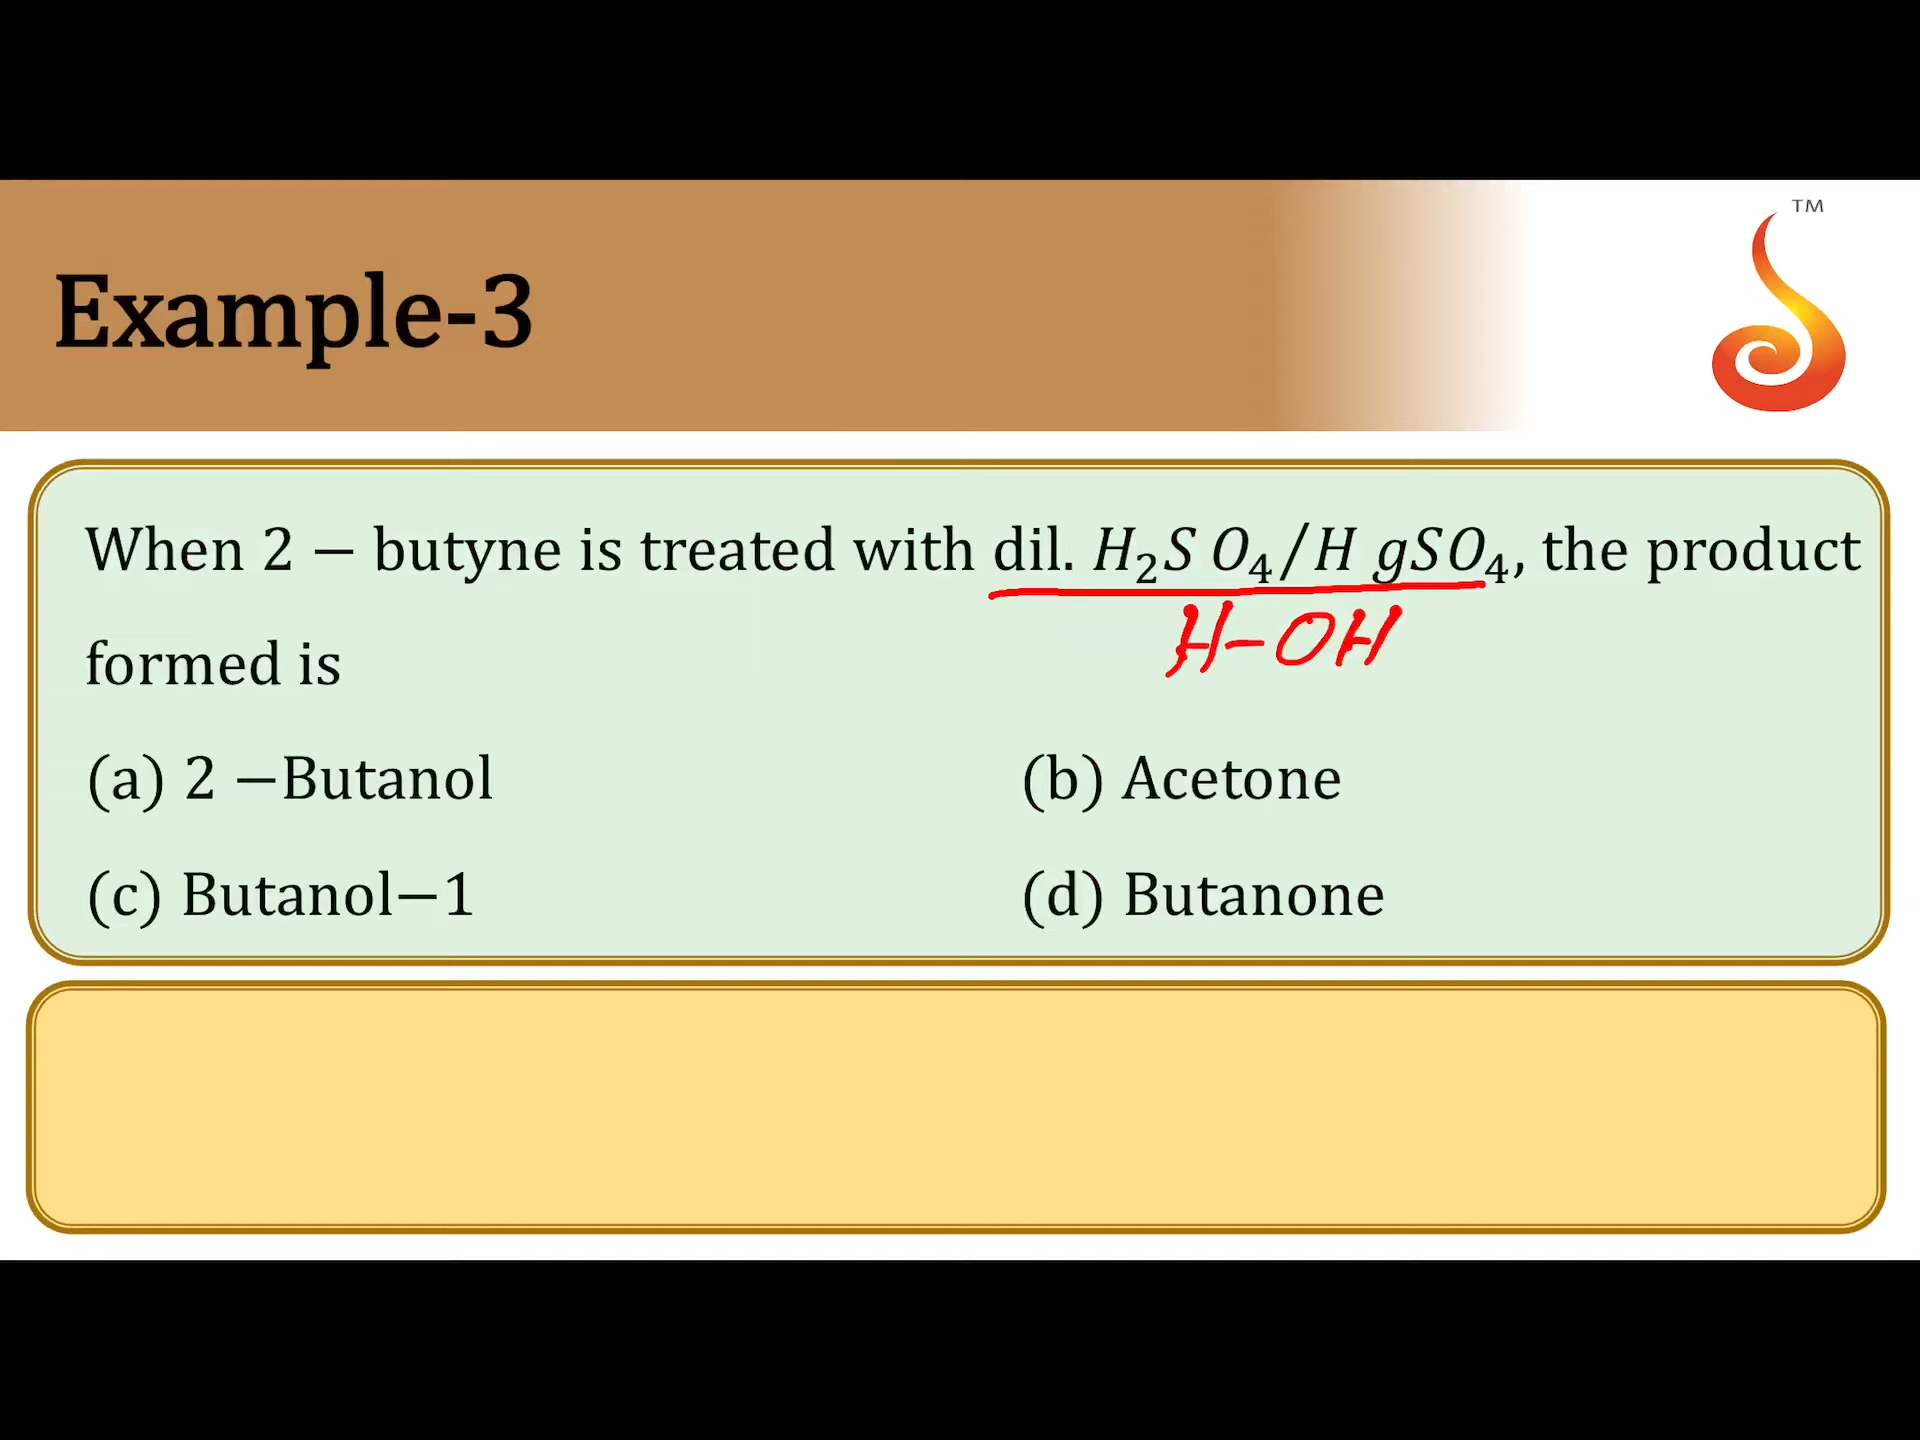 TM
Example-3
When 2 − butyne is treated with dil. H₂S O₄/H gSO₄, the product
H-OH
formed is
(a) 2 −Butanol (b) Acetone
(c) Butanol−1 (d) Butanone